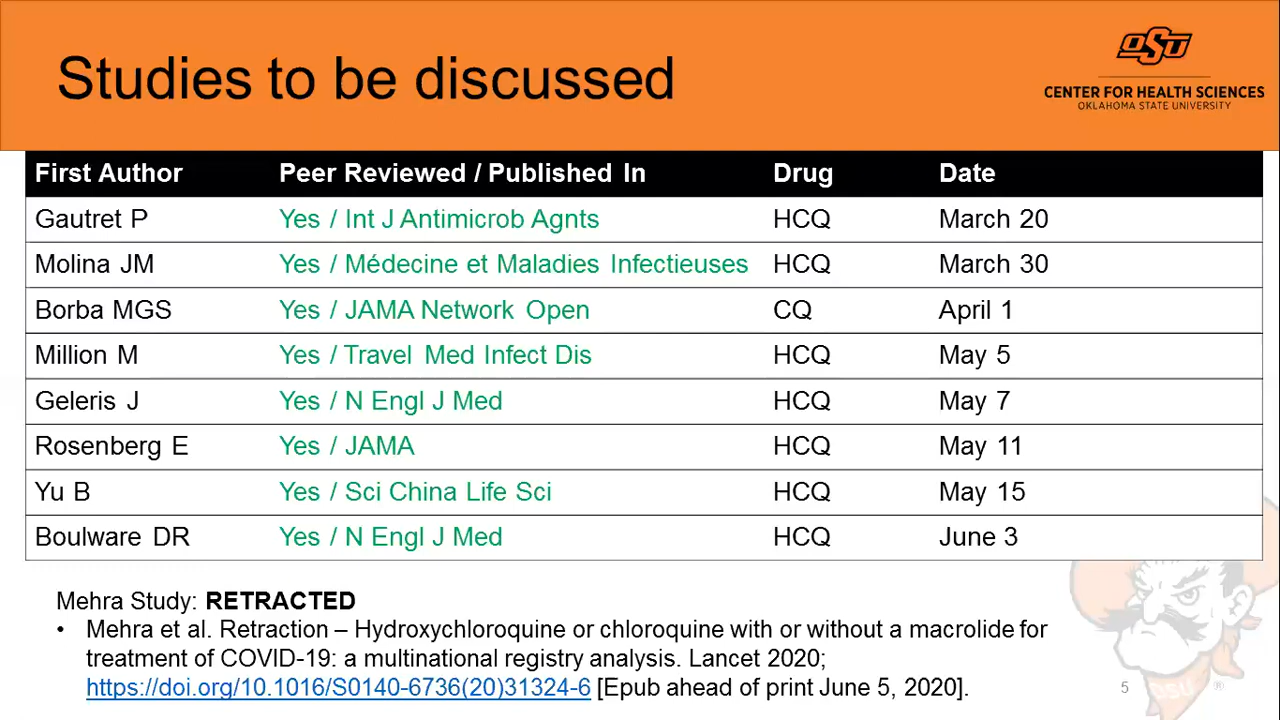 Studies to be discussed
OSU
CENTER FOR HEALTH SCIENCES
OKLAHOMA STATE UNIVERSITY
First Author Peer Reviewed / Published In Drug Date
Gautret P Yes / Int J Antimicrob Agnts HCQ March 20
Molina JM Yes / Médecine et Maladies Infectieuses HCQ March 30
Borba MGS Yes / JAMA Network Open CQ April 1
Million M Yes / Travel Med Infect Dis HCQ May 5
Geleris J Yes / N Engl J Med HCQ May 7
Rosenberg E Yes / JAMA HCQ May 11
Yu B Yes / Sci China Life Sci HCQ May 15
Boulware DR Yes / N Engl J Med HCQ June 3
Mehra Study: RETRACTED
• Mehra et al. Retraction – Hydroxychloroquine or chloroquine with or without a macrolide for
treatment of COVID-19: a multinational registry analysis. Lancet 2020;
https://doi.org/10.1016/S0140-6736(20)31324-6 [Epub ahead of print June 5, 2020].
5
OSU ®